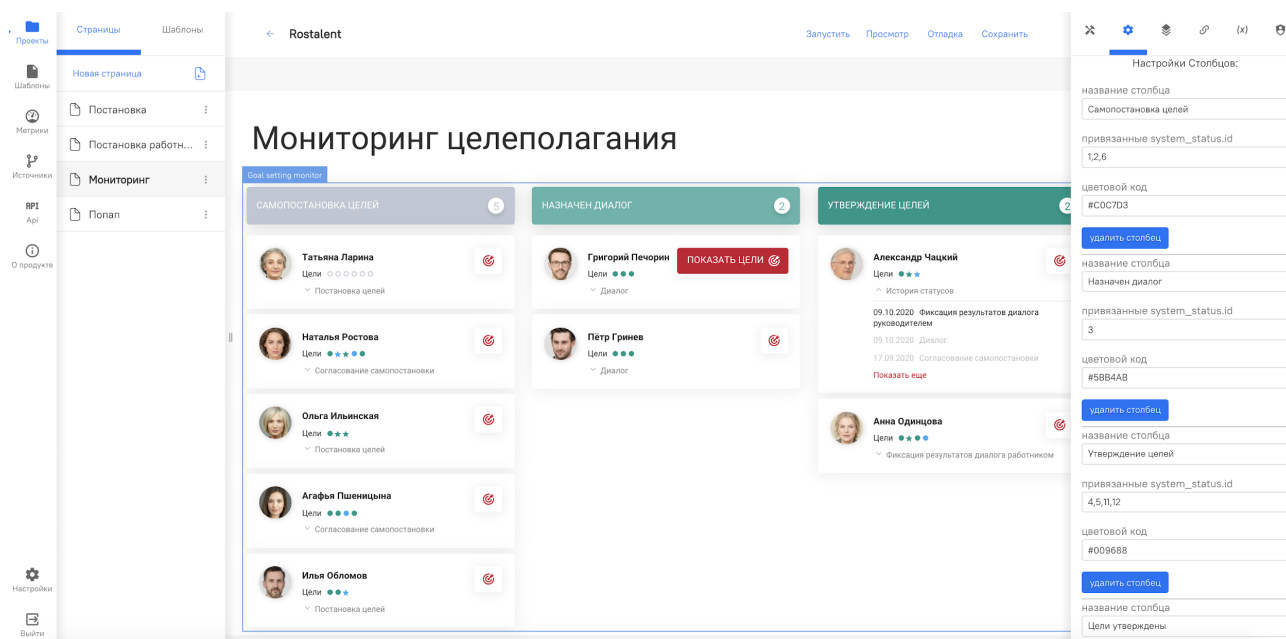 Проекты
Шаблоны
Метрики
Источники
API
Api
О продукте
Настройки
Выйти
Страницы Шаблоны
Новая страница
Постановка
Постановка работн...
Мониторинг
Попап
← Rostalent
Запустить Просмотр Отладка Сохранить
Мониторинг целеполагания
Goal setting monitor
САМОПОСТАНОВКА ЦЕЛЕЙ 5
Татьяна Ларина
Цели
Постановка целей
Наталья Ростова
Цели
Согласование самопостановки
Ольга Ильинская
Цели
Постановка целей
Агафья Пшеницына
Цели
Согласование самопостановки
Илья Обломов
Цели
Постановка целей
НАЗНАЧЕН ДИАЛОГ 2
Григорий Печорин
ПОКАЗАТЬ ЦЕЛИ
Цели
Диалог
Пётр Гринев
Цели
Диалог
УТВЕРЖДЕНИЕ ЦЕЛЕЙ 2
Александр Чацкий
Цели
История статусов
09.10.2020 Фиксация результатов диалога
руководителем
09.10.2020 Диалог
17.09.2020 Согласование самопостановки
Показать еще
Анна Одинцова
Цели
Фиксация результатов диалога работником
(x)
Настройки Столбцов:
название столбца
Самопостановка целей
привязанные system_status.id
1,2,6
цветовой код
#C0C7D3
удалить столбец
название столбца
Назначен диалог
привязанные system_status.id
3
цветовой код
#5BB4AB
удалить столбец
название столбца
Утверждение целей
привязанные system_status.id
4,5,11,12
цветовой код
#009688
удалить столбец
название столбца
Цели утверждены